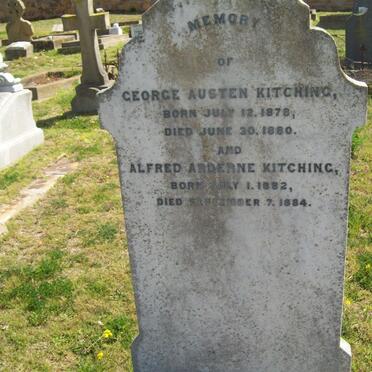 MEMORY
OF
GEORGE AUSTEN KITCHING,
BORN JULY 12, 1878,
DIED JUNE 30, 1880.
AND
ALFRED ARDERNE KITCHING,
BORN JULY 1, 1882,
DIED SEPTEMBER 7, 1884.